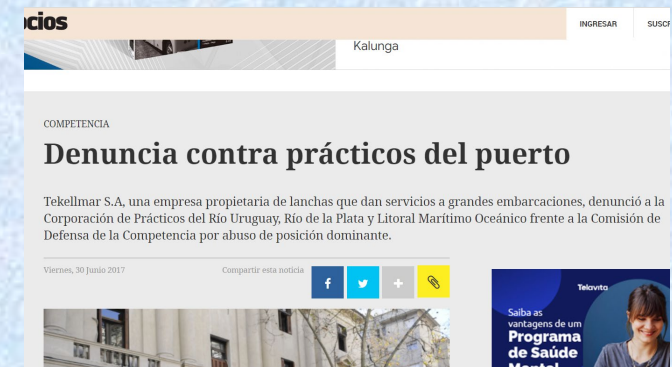 INGRESAR
Kalunga
COMPETENCIA
Denuncia contra prácticos del puerto
Tekellmar S.A, una empresa propietaria de lanchas que dan servicios a grandes embarcaciones, denunció a la
Corporación de Prácticos del Río Uruguay, Río de la Plata y Litoral Marítimo Oceánico frente a la Comisión de
Defensa de la Competencia por abuso de posición dominante.
Viernes, 30 Junio 2017
Compartir esta noticia
Telavita
Saiba as
vantagens de um
Programa
de Saúde
Mental